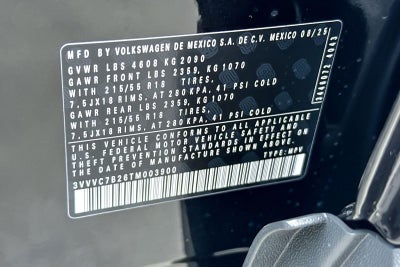 MFD BY VOLKSWAGEN DE MEXICO S.A. DE C.V. MEXICO 08/25
GVWR LBS 4608 KG 2090
GAWR FRONT LBS 2359, KG 1070
WITH 215/55 R18 TIRES,
7,5JX18 RIMS, AT 280KPA, 41 PSI COLD
GAWR REAR LBS 2359, KG 1070
WITH 215/55 R18 TIRES,
7,5JX18 RIMS, AT 280KPA, 41 PSI COLD
THIS VEHICLE CONFORMS TO ALL APPLICABLE
U.S. FEDERAL MOTOR VEHICLE SAFETY AND
THEFT PREVENTION STANDARDS IN EFFECT ON
THE DATE OF MANUFACTURE SHOWN ABOVE
3VVVC7B26TM003900 TYPE: MPV